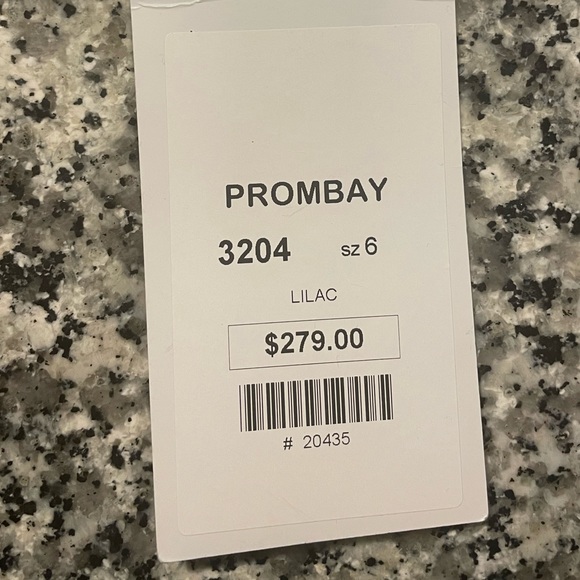 PROMBAY
3204 sz 6
LILAC
$279.00
# 20435